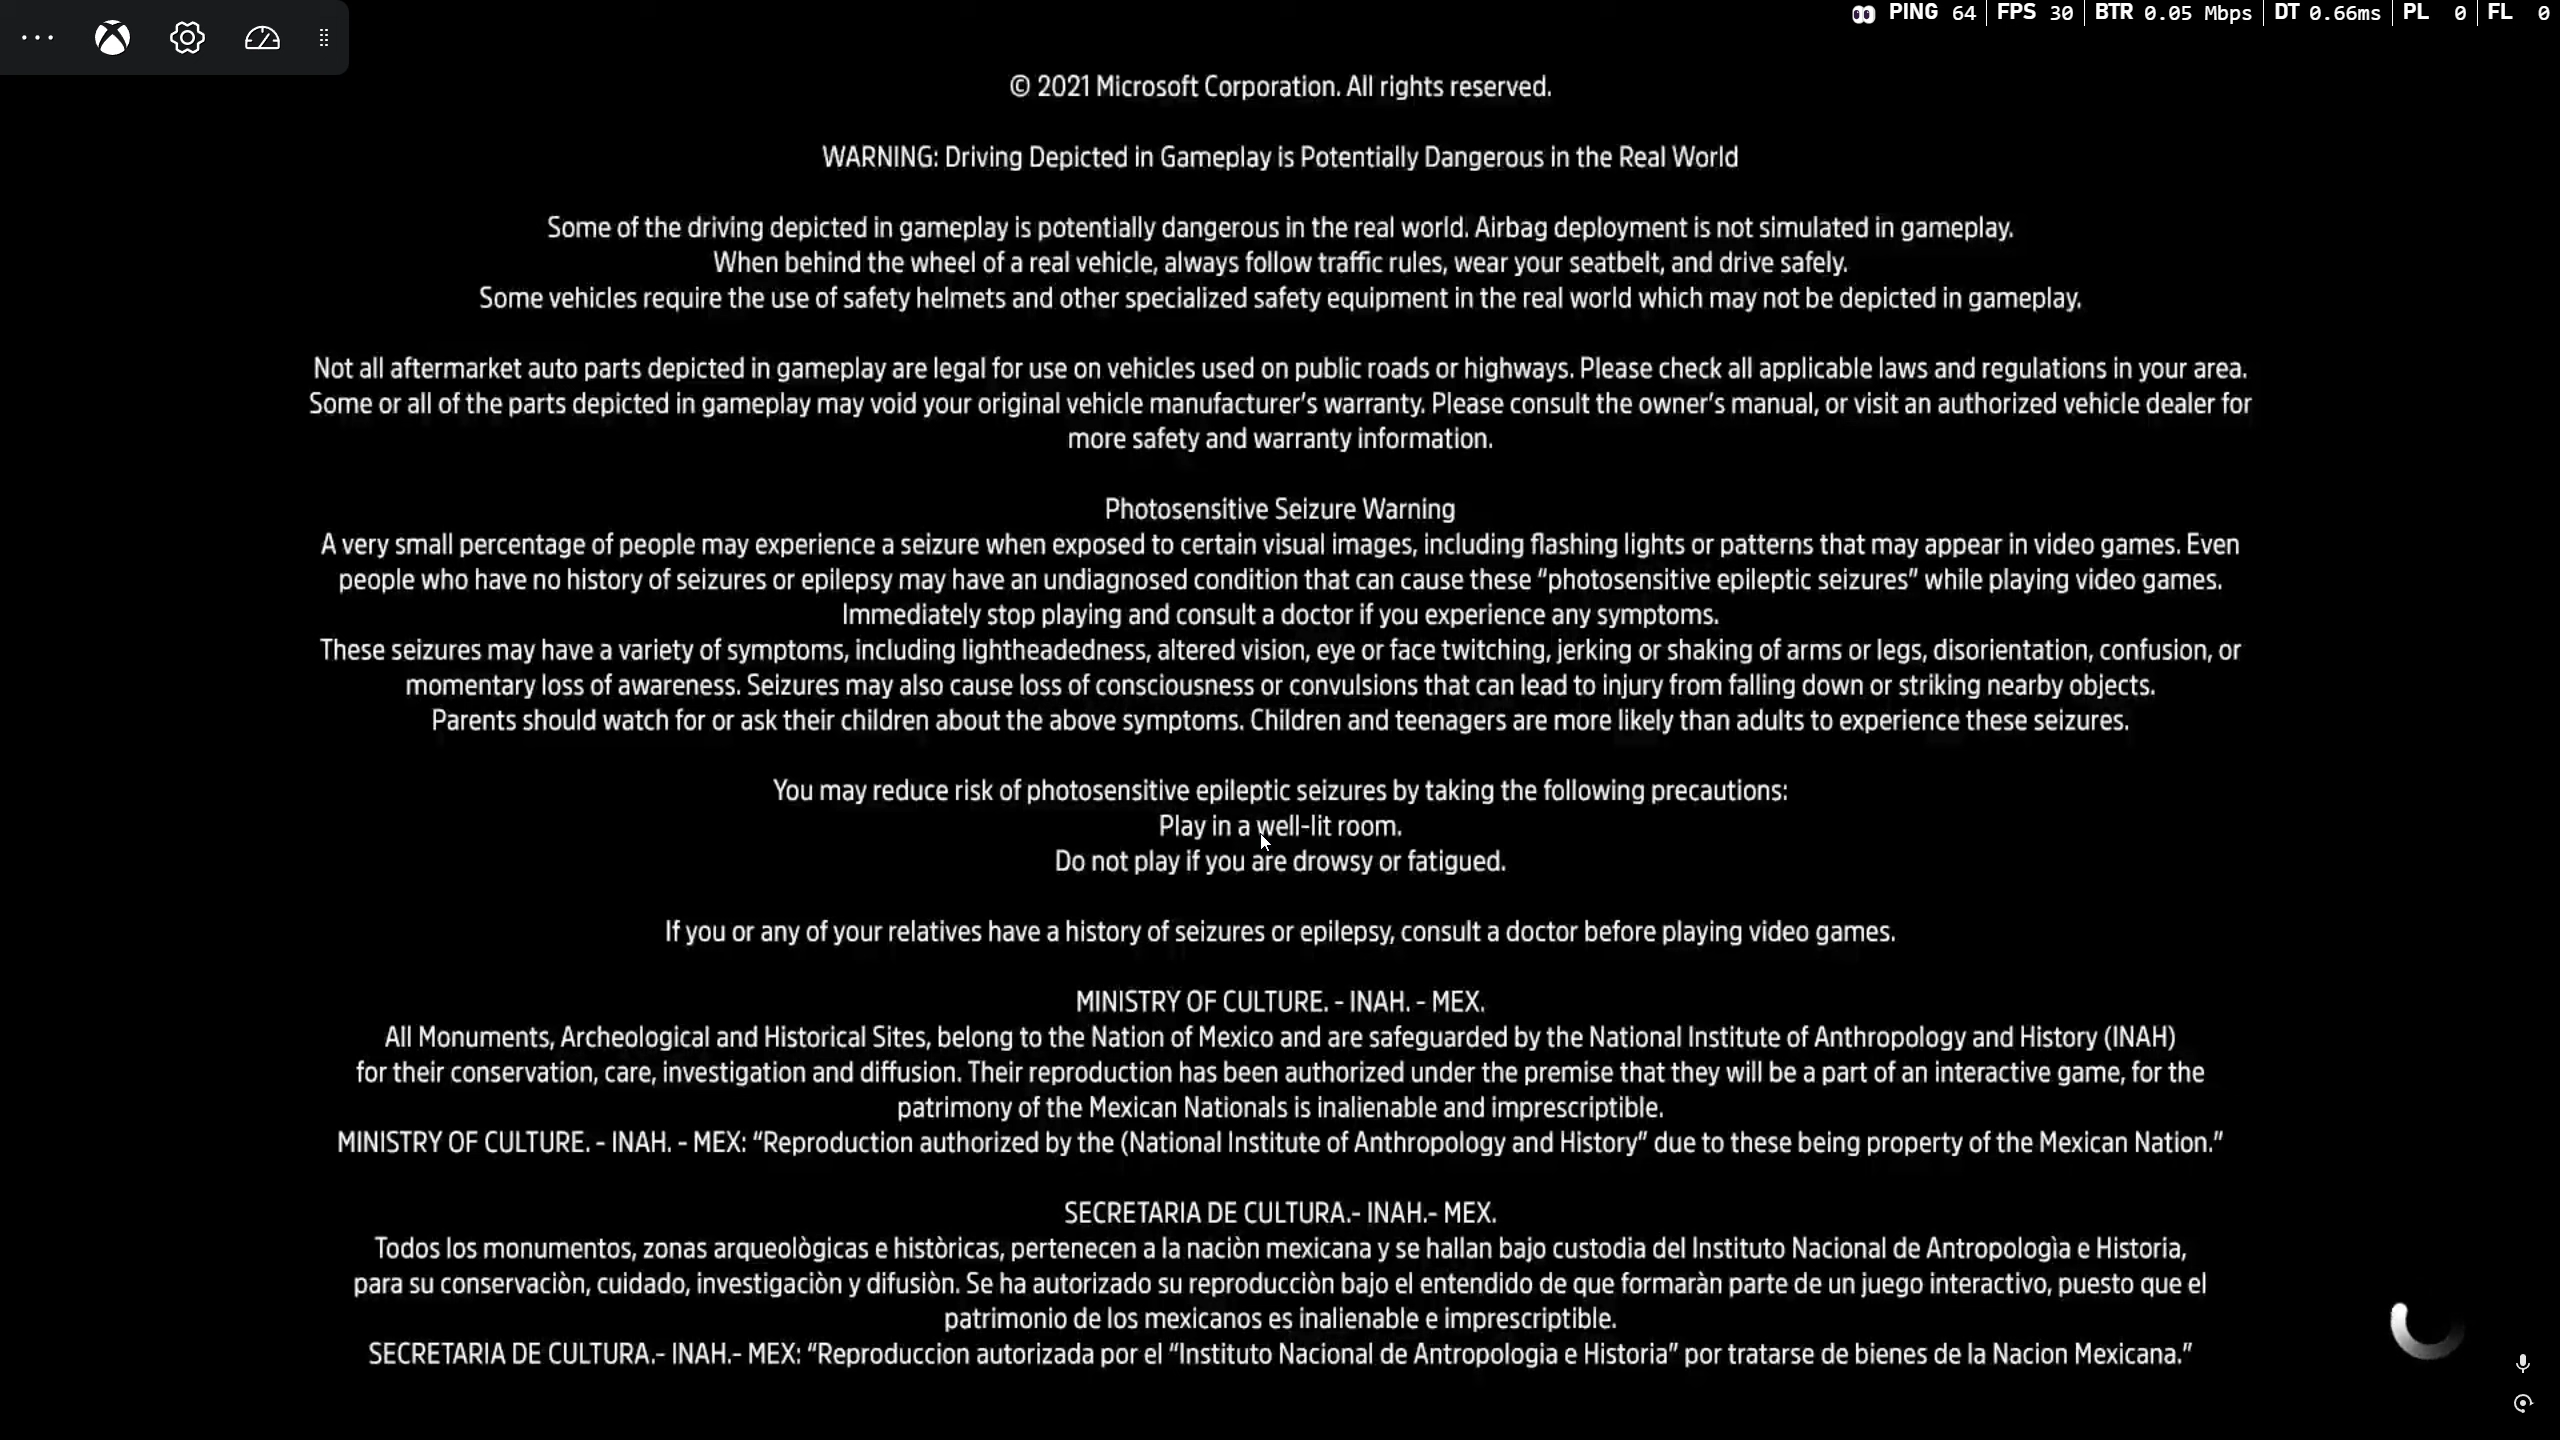 PING 64 FPS 30 BTR 0.05 Mbps DT 0.66ms PL 0 FL 0
© 2021 Microsoft Corporation. All rights reserved.
WARNING: Driving Depicted in Gameplay is Potentially Dangerous in the Real World
Some of the driving depicted in gameplay is potentially dangerous in the real world. Airbag deployment is not simulated in gameplay.
When behind the wheel of a real vehicle, always follow traffic rules, wear your seatbelt, and drive safely.
Some vehicles require the use of safety helmets and other specialized safety equipment in the real world which may not be depicted in gameplay.
Not all aftermarket auto parts depicted in gameplay are legal for use on vehicles used on public roads or highways. Please check all applicable laws and regulations in your area.
Some or all of the parts depicted in gameplay may void your original vehicle manufacturer's warranty. Please consult the owner's manual, or visit an authorized vehicle dealer for
more safety and warranty information.
Photosensitive Seizure Warning
A very small percentage of people may experience a seizure when exposed to certain visual images, including flashing lights or patterns that may appear in video games. Even
people who have no history of seizures or epilepsy may have an undiagnosed condition that can cause these “photosensitive epileptic seizures” while playing video games.
Immediately stop playing and consult a doctor if you experience any symptoms.
These seizures may have a variety of symptoms, including lightheadedness, altered vision, eye or face twitching, jerking or shaking of arms or legs, disorientation, confusion, or
momentary loss of awareness. Seizures may also cause loss of consciousness or convulsions that can lead to injury from falling down or striking nearby objects.
Parents should watch for or ask their children about the above symptoms. Children and teenagers are more likely than adults to experience these seizures.
You may reduce risk of photosensitive epileptic seizures by taking the following precautions:
Play in a well-lit room.
Do not play if you are drowsy or fatigued.
If you or any of your relatives have a history of seizures or epilepsy, consult a doctor before playing video games.
MINISTRY OF CULTURE. - INAH. - MEX.
All Monuments, Archeological and Historical Sites, belong to the Nation of Mexico and are safeguarded by the National Institute of Anthropology and History (INAH)
for their conservation, care, investigation and diffusion. Their reproduction has been authorized under the premise that they will be a part of an interactive game, for the
patrimony of the Mexican Nationals is inalienable and imprescriptible.
MINISTRY OF CULTURE. - INAH. - MEX: “Reproduction authorized by the (National Institute of Anthropology and History” due to these being property of the Mexican Nation.”
SECRETARIA DE CULTURA.- INAH.- MEX.
Todos los monumentos, zonas arqueològicas e històricas, pertenecen a la naciòn mexicana y se hallan bajo custodia del Instituto Nacional de Antropologìa e Historia,
para su conservaciòn, cuidado, investigaciòn y difusiòn. Se ha autorizado su reproducciòn bajo el entendido de que formaràn parte de un juego interactivo, puesto que el
patrimonio de los mexicanos es inalienable e imprescriptible.
SECRETARIA DE CULTURA.- INAH.- MEX: “Reproduccion autorizada por el “Instituto Nacional de Antropologia e Historia” por tratarse de bienes de la Nacion Mexicana.”